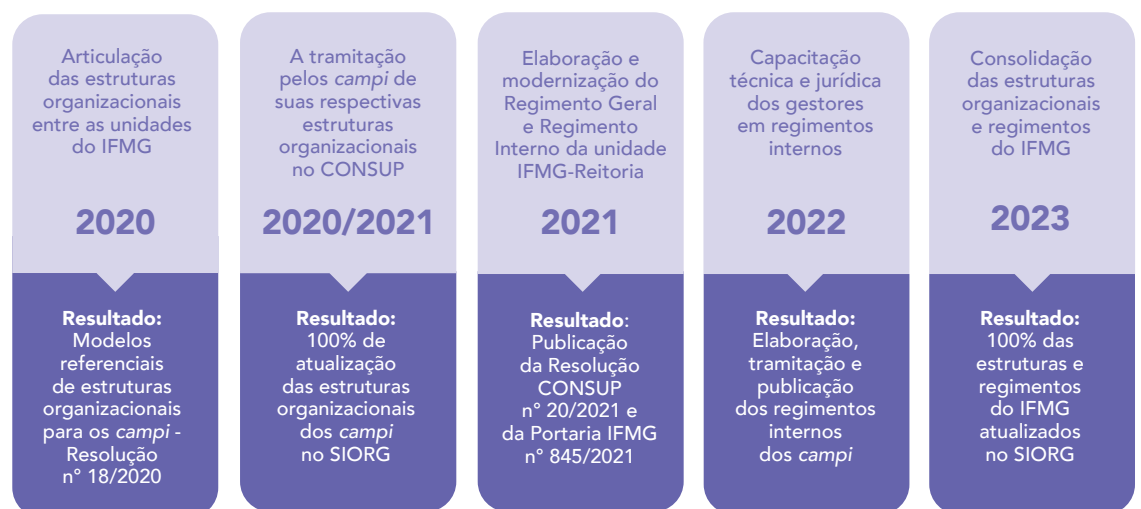 Articulação
das estruturas
organizacionais
entre as unidades
do IFMG
2020
Resultado:
Modelos
referenciais
de estruturas
organizacionais
para os campi -
Resolução
n° 18/2020
A tramitação
pelos campi de
suas respectivas
estruturas
organizacionais
no CONSUP
2020/2021
Resultado:
100% de
atualização
das estruturas
organizacionais
dos campi
no SIORG
Elaboração e
modernização do
Regimento Geral
e Regimento
Interno da unidade
IFMG-Reitoria
2021
Resultado:
Publicação
da Resolução
CONSUP
n° 20/2021 e
da Portaria IFMG
n° 845/2021
Capacitação
técnica e jurídica
dos gestores
em regimentos
internos
2022
Resultado:
Elaboração,
tramitação e
publicação
dos regimentos
internos
dos campi
Consolidação
das estruturas
organizacionais
e regimentos
do IFMG
2023
Resultado:
100% das
estruturas e
regimentos
do IFMG
atualizados
no SIORG